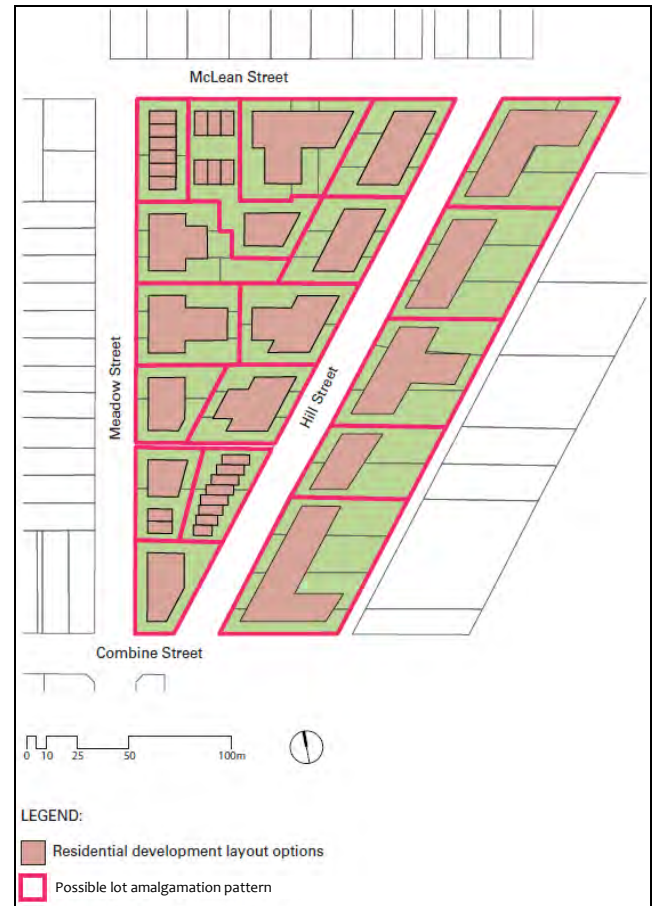 McLean Street
Meadow Street
Hill Street
Combine Street
0 10 25 50 100m
LEGEND:
Residential development layout options
Possible lot amalgamation pattern